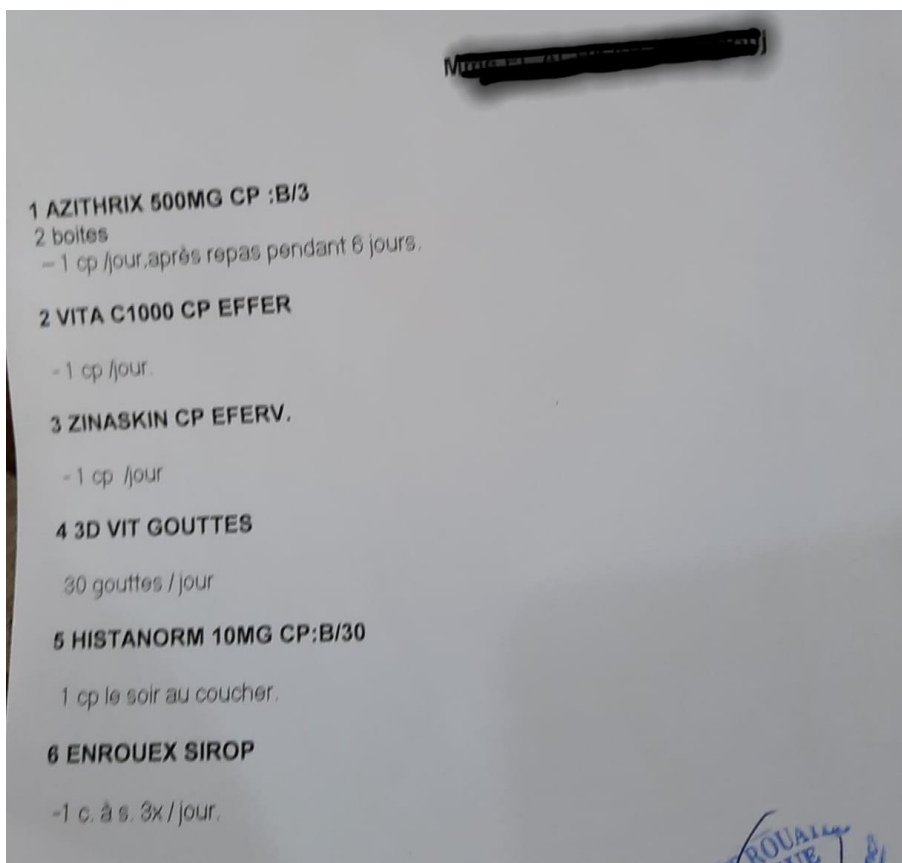 1 AZITHRIX 500MG CP :B/3
2 boites
- 1 cp /jour,après repas pendant 6 jours.
2 VITA C1000 CP EFFER
- 1 cp /jour.
3 ZINASKIN CP EFERV.
- 1 cp /jour
4 3D VIT GOUTTES
30 gouttes / jour
5 HISTANORM 10MG CP:B/30
1 cp le soir au coucher.
6 ENROUEX SIROP
-1 c. à s. 3x / jour.